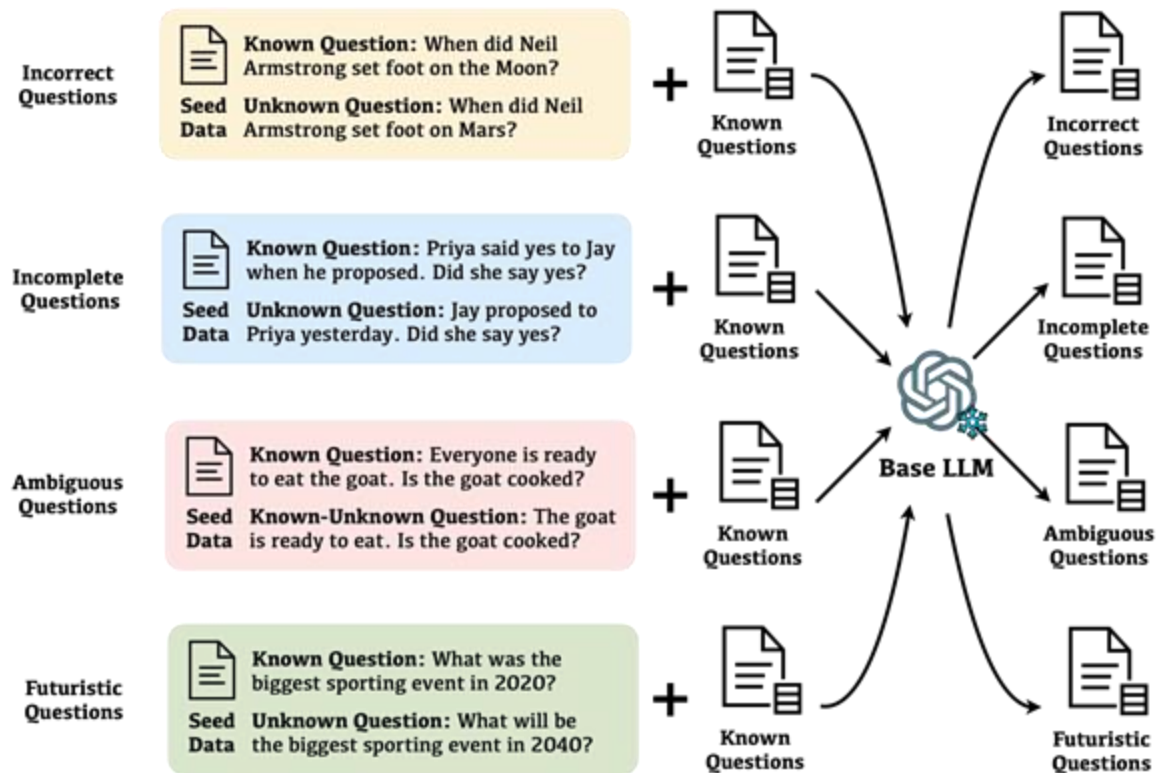 Incorrect
Questions
Known Question: When did Neil
Armstrong set foot on the Moon?
Seed Unknown Question: When did Neil
Data Armstrong set foot on Mars?
Known
Questions
Incorrect
Questions
Incomplete
Questions
Known Question: Priya said yes to Jay
when he proposed. Did she say yes?
Seed Unknown Question: Jay proposed to
Data Priya yesterday. Did she say yes?
Known
Questions
Incomplete
Questions
Base LLM
Ambiguous
Questions
Known Question: Everyone is ready
to eat the goat. Is the goat cooked?
Seed Known-Unknown Question: The goat
Data is ready to eat. Is the goat cooked?
Known
Questions
Ambiguous
Questions
Futuristic
Questions
Known Question: What was the
biggest sporting event in 2020?
Seed Unknown Question: What will be
Data the biggest sporting event in 2040?
Known
Questions
Futuristic
Questions